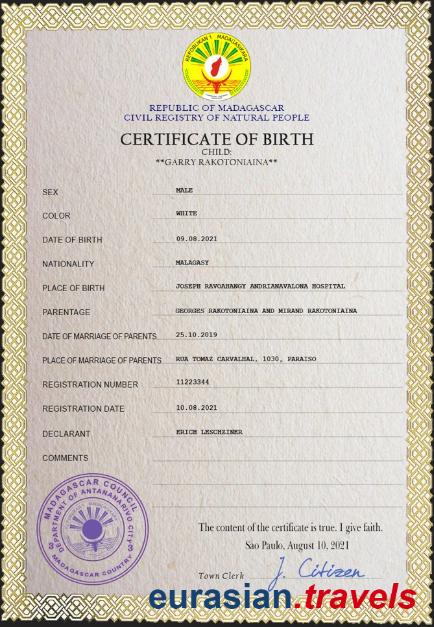 REPUBLIKAN'I MADAGASIKARA
REPUBLIC OF MADAGASCAR
CIVIL REGISTRY OF NATURAL PEOPLE
CERTIFICATE OF BIRTH
CHILD:
**GARRY RAKOTONIAINA**
SEX MALE
COLOR WHITE
DATE OF BIRTH 09.08.2021
NATIONALITY MALAGASY
PLACE OF BIRTH JOSEPH RAVOAHANGY ANDRIANAVALONA HOSPITAL
PARENTAGE GEORGES RAKOTONIAINA AND MIRAND RAKOTONIAINA
DATE OF MARRIAGE OF PARENTS 25.10.2019
PLACE OF MARRIAGE OF PARENTS RUA TOMAZ CARVALHAL, 1030, PARAISO
REGISTRATION NUMBER 11223344
REGISTRATION DATE 10.08.2021
DECLARANT ERICH LESCHZINER
COMMENTS
MADAGASCAR COUNCIL
DEPARTMENT OF ANTANANARIVO CITY
MADAGASCAR COUNTRY
The content of the certificate is true. I give faith.
São Paulo, August 10, 2021
Town Clerk J. Citizen
eurasian.travels